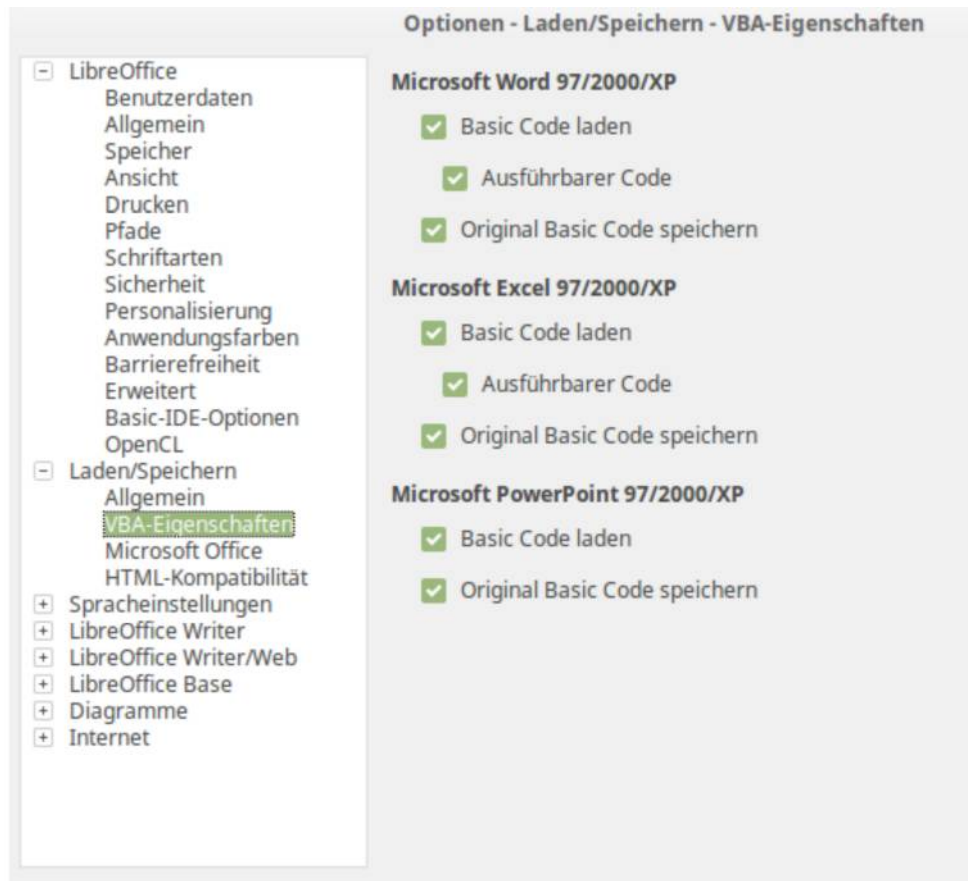 Optionen - Laden/Speichern - VBA-Eigenschaften
LibreOffice
Benutzerdaten
Allgemein
Speicher
Ansicht
Drucken
Pfade
Schriftarten
Sicherheit
Personalisierung
Anwendungsfarben
Barrierefreiheit
Erweitert
Basic-IDE-Optionen
OpenCL
Laden/Speichern
Allgemein
VBA-Eigenschaften
Microsoft Office
HTML-Kompatibilität
Spracheinstellungen
LibreOffice Writer
LibreOffice Writer/Web
LibreOffice Base
Diagramme
Internet
Microsoft Word 97/2000/XP
Basic Code laden
Ausführbarer Code
Original Basic Code speichern
Microsoft Excel 97/2000/XP
Basic Code laden
Ausführbarer Code
Original Basic Code speichern
Microsoft PowerPoint 97/2000/XP
Basic Code laden
Original Basic Code speichern